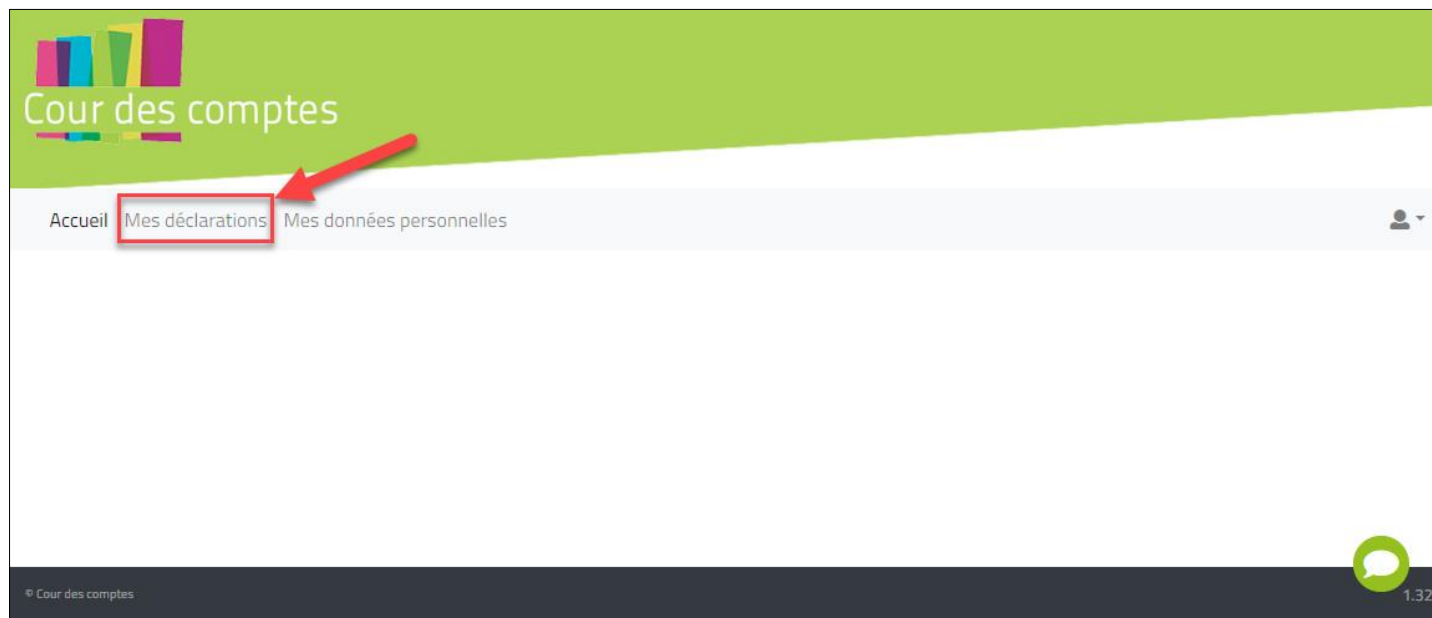 Cour des comptes
Accueil Mes déclarations Mes données personnelles
© Cour des comptes
1.32